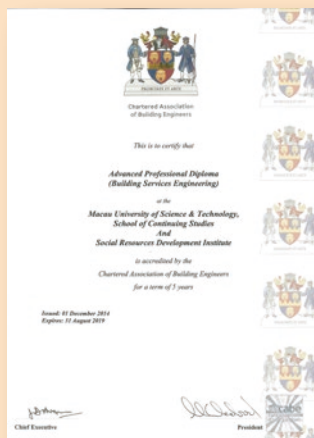 Chartered Association
of Building Engineers
This is to certify that
Advanced Professional Diploma
(Building Services Engineering)
at the
Macau University of Science & Technology,
School of Continuing Studies
And
Social Resources Development Institute
is accredited by the
Chartered Association of Building Engineers
for a term of 5 years
Issued: 01 December 2014
Expires: 31 August 2019
Chief Executive
President
cabe